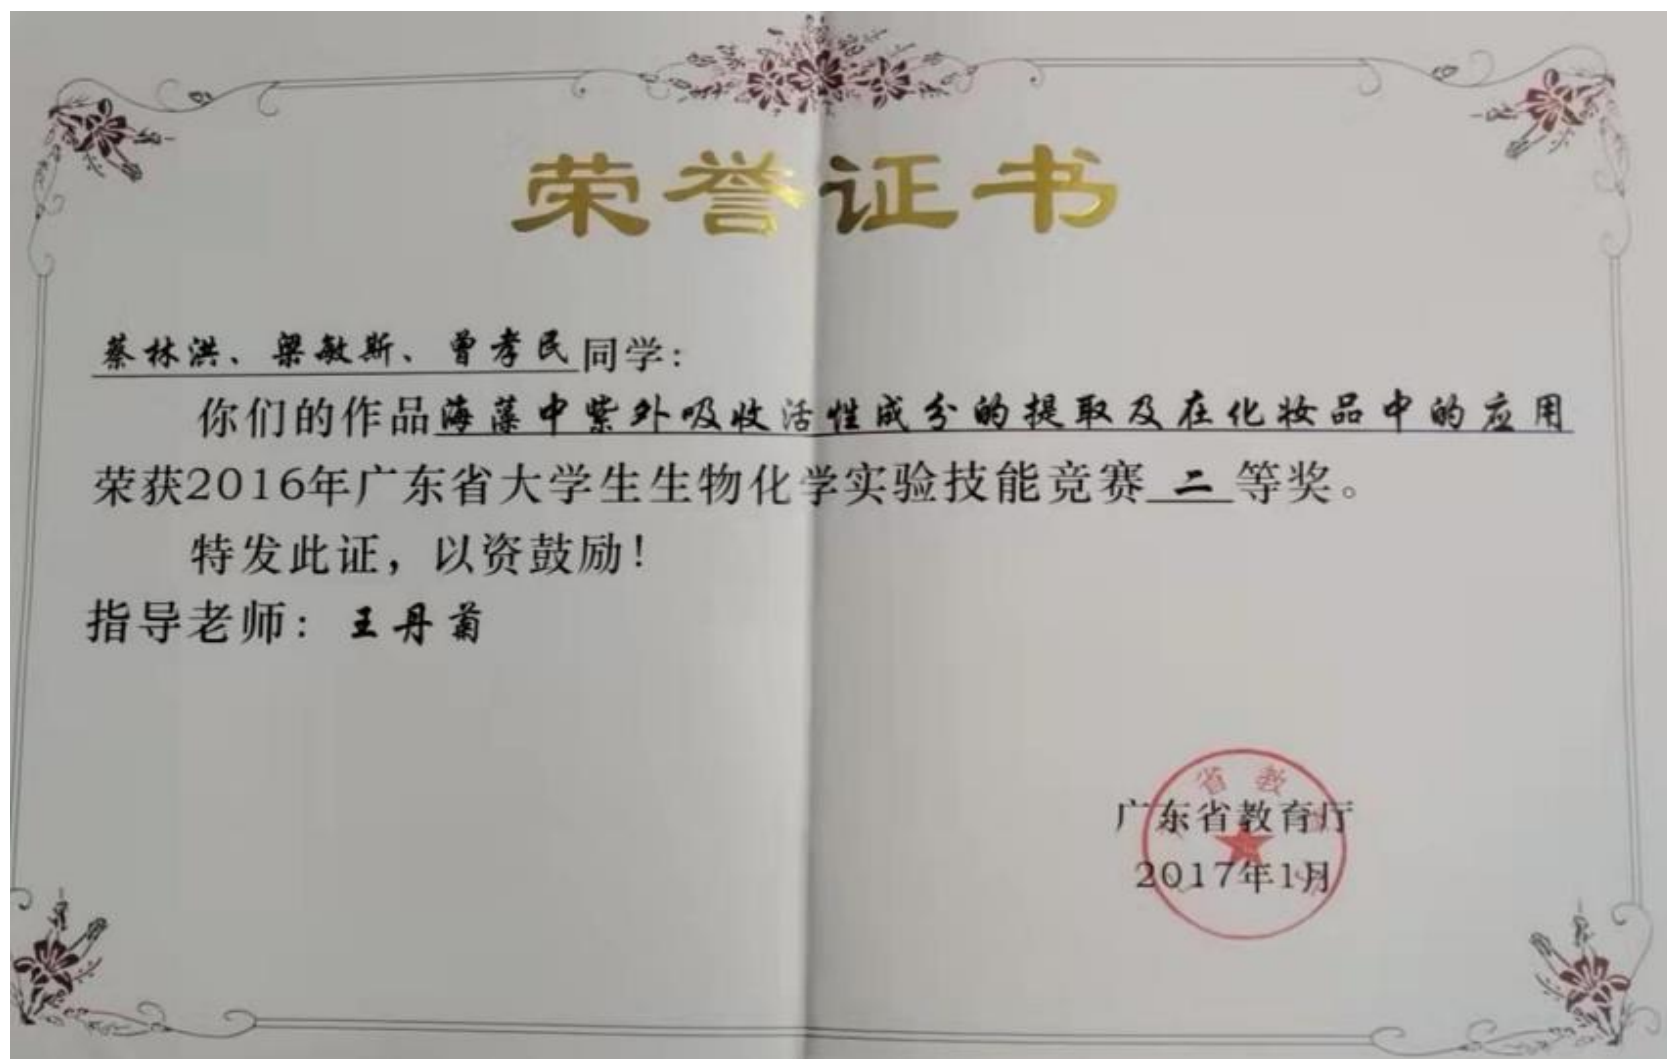 荣誉证书
蔡林洪、梁敏斯、曾孝民同学:
你们的作品海藻中紫外吸收活性成分的提取及在化妆品中的应用
荣获2016年广东省大学生生物化学实验技能竞赛二等奖。
特发此证，以资鼓励!
指导老师: 王丹菊
省教
广东省教育厅
2017年1月